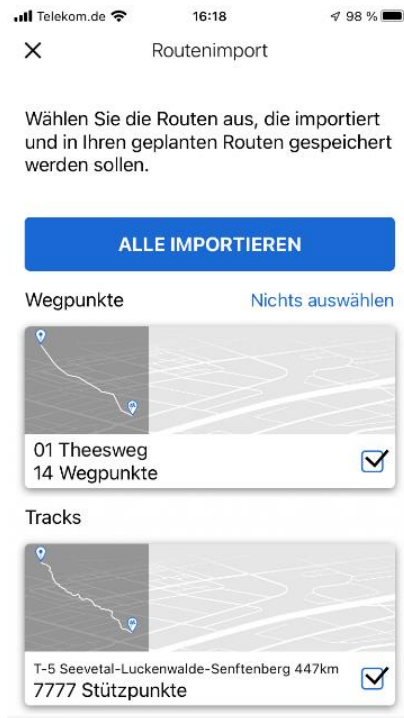 Telekom.de 16:18 98 %
Routenimport
Wählen Sie die Routen aus, die importiert
und in Ihren geplanten Routen gespeichert
werden sollen.
ALLE IMPORTIEREN
Wegpunkte Nichts auswählen
01 Theesweg
14 Wegpunkte
Tracks
T-5 Seevetal-Luckenwalde-Senftenberg 447km
7777 Stützpunkte